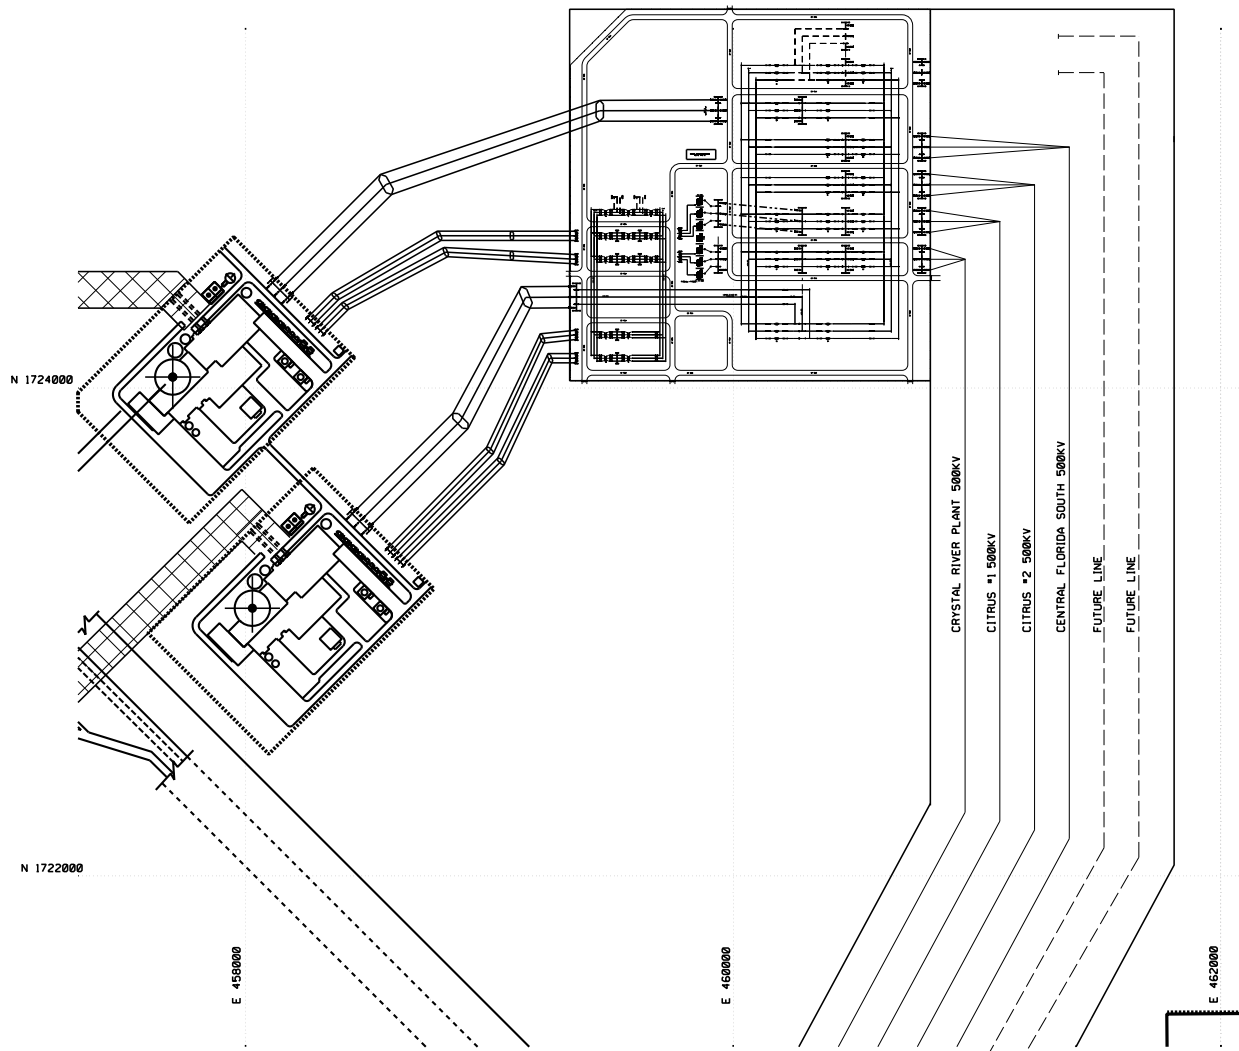 N 1724000
CRYSTAL RIVER PLANT 500KV
CITRUS #1 500KV
CITRUS #2 500KV
CENTRAL FLORIDA SOUTH 500KV
FUTURE LINE
FUTURE LINE
N 1722000
E 458000
E 460000
E 462000